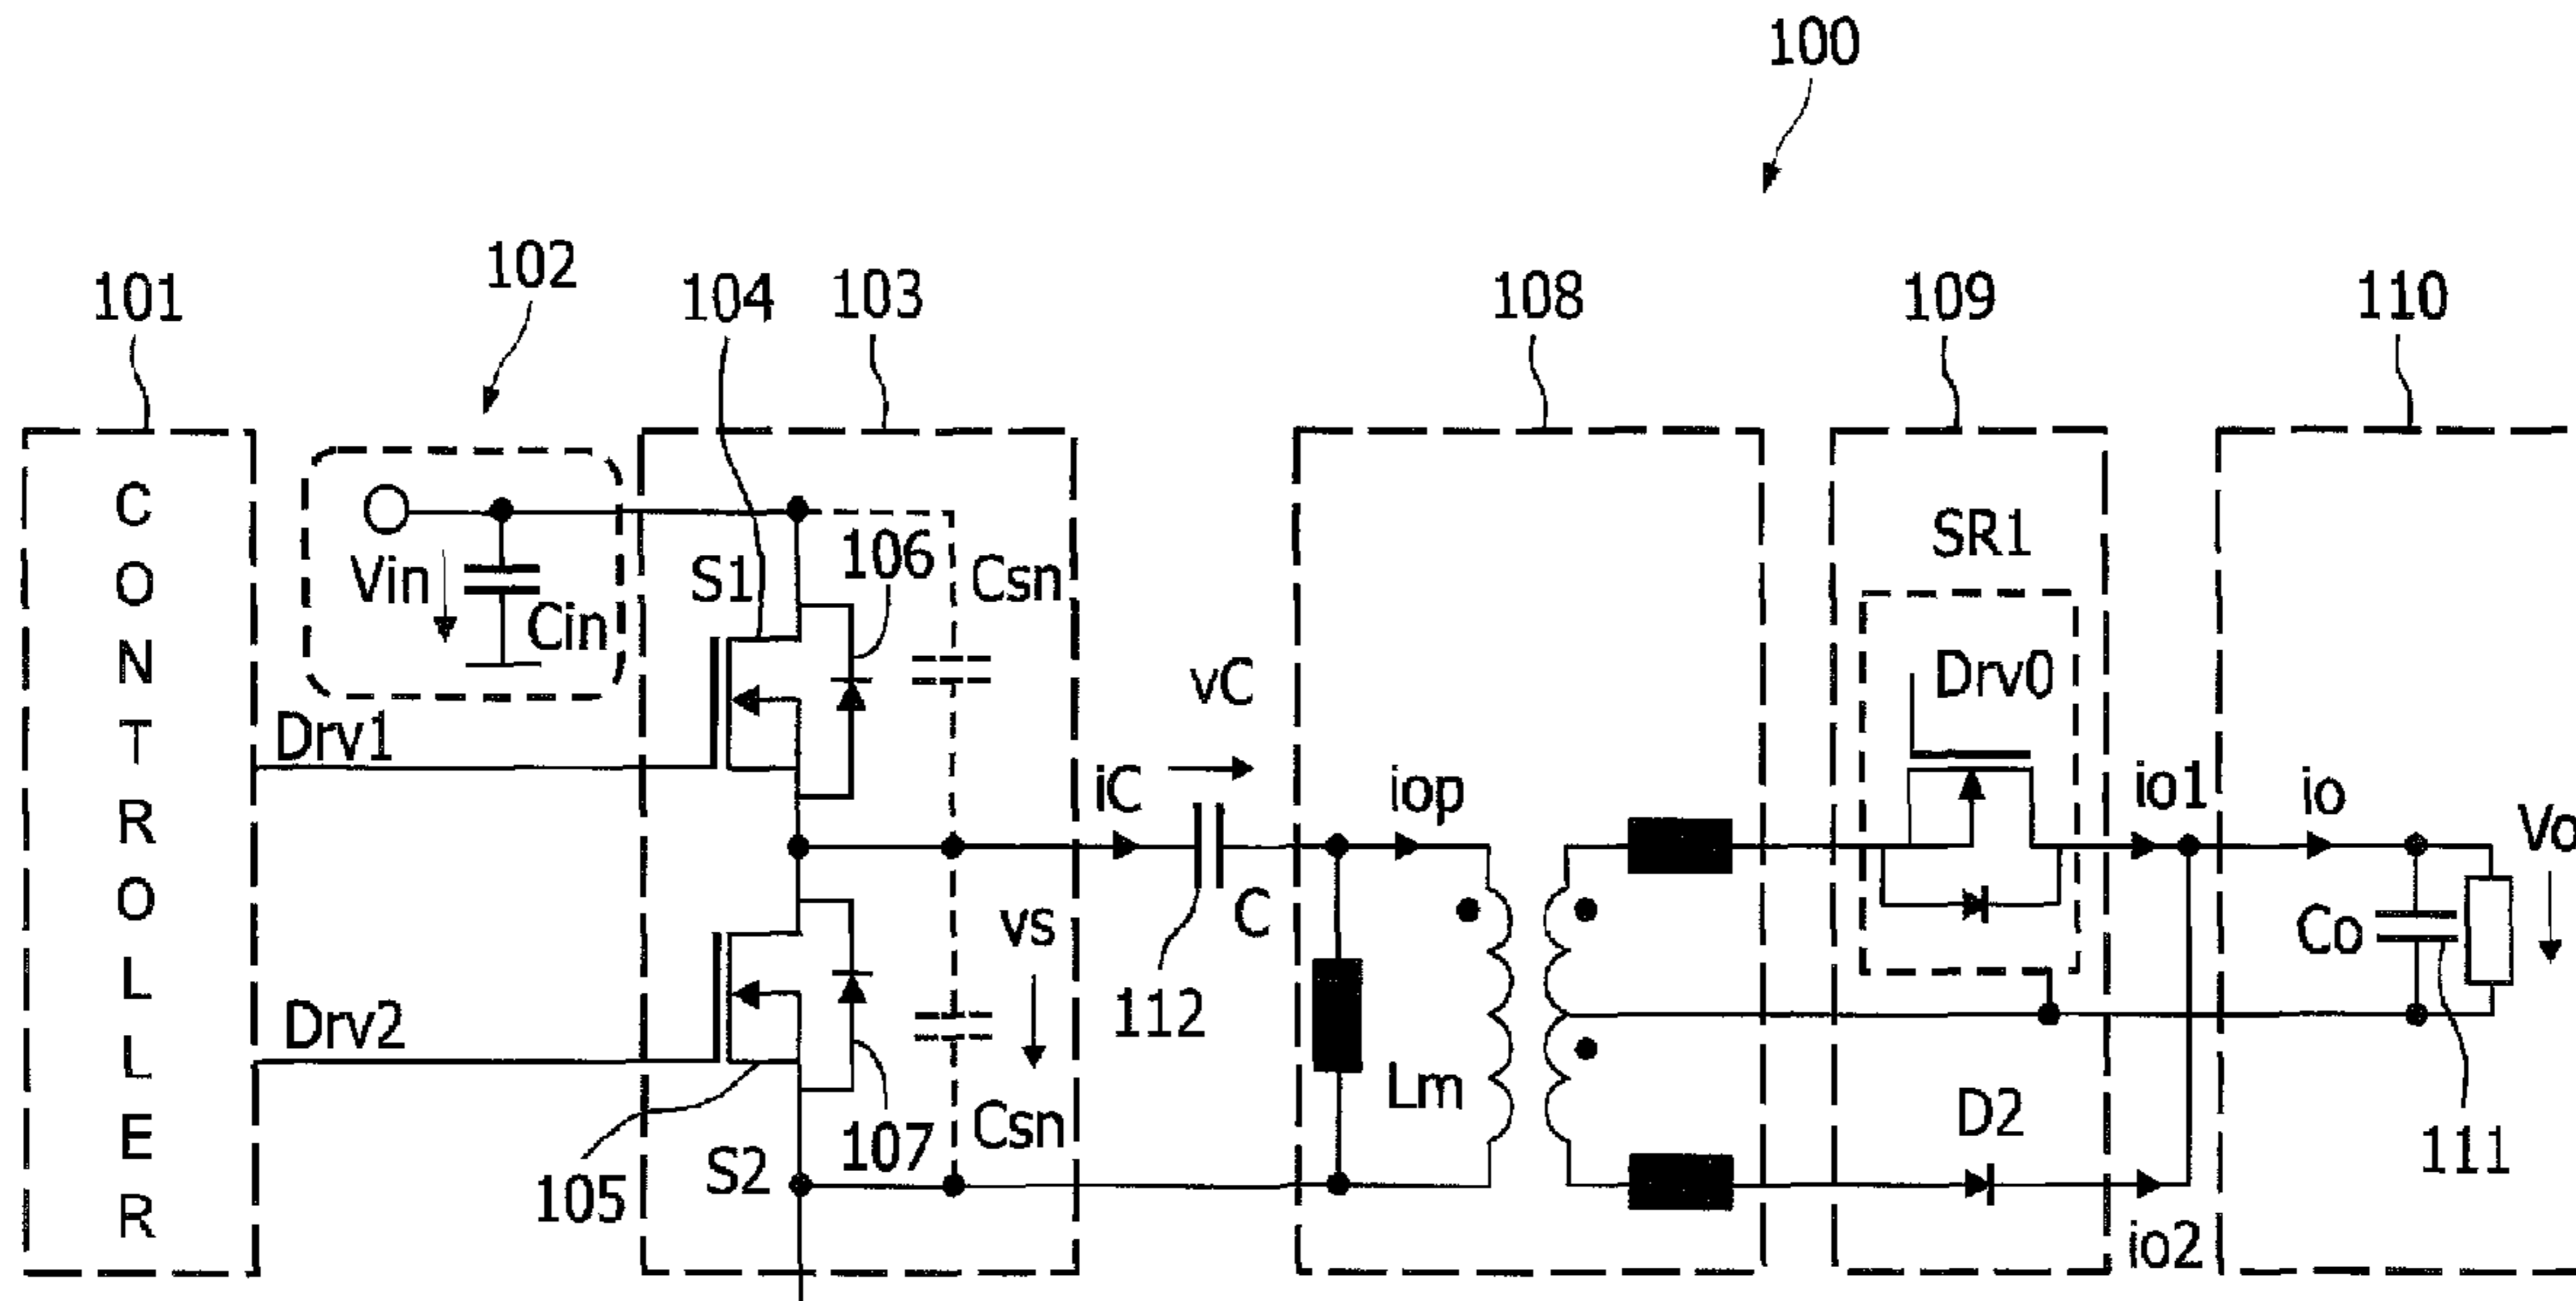 100
101
102
104
103
108
109
110
CONTROLLER
Vin
Cin
S1
106
Csn
SR1
Drv0
Drv1
vC
iC
iop
io1
io
Vo
C
vs
Co
112
Drv2
Lm
D2
107
Csn
111
105
S2
io2